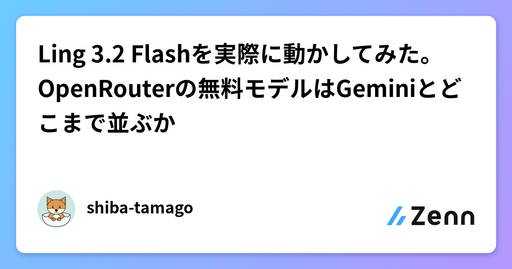 Ling 3.2 Flashを実際に動かしてみた。
OpenRouterの無料モデルはGeminiとど
こまで並ぶか
shiba-tamago
Zenn